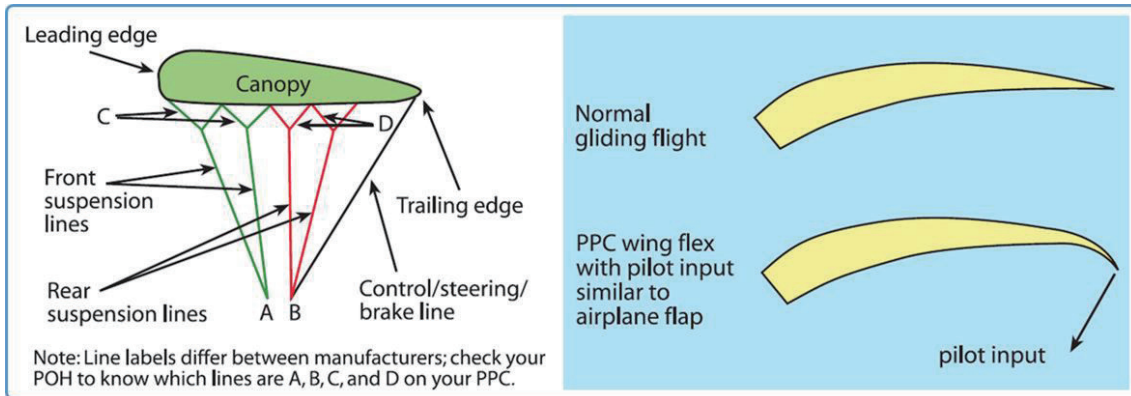 Leading edge
Canopy
C
D
Front
suspension
lines
Trailing edge
Rear
suspension lines
A B
Control/steering/
brake line
Note: Line labels differ between manufacturers; check your
POH to know which lines are A, B, C, and D on your PPC.
Normal
gliding flight
PPC wing flex
with pilot input
similar to
airplane flap
pilot input